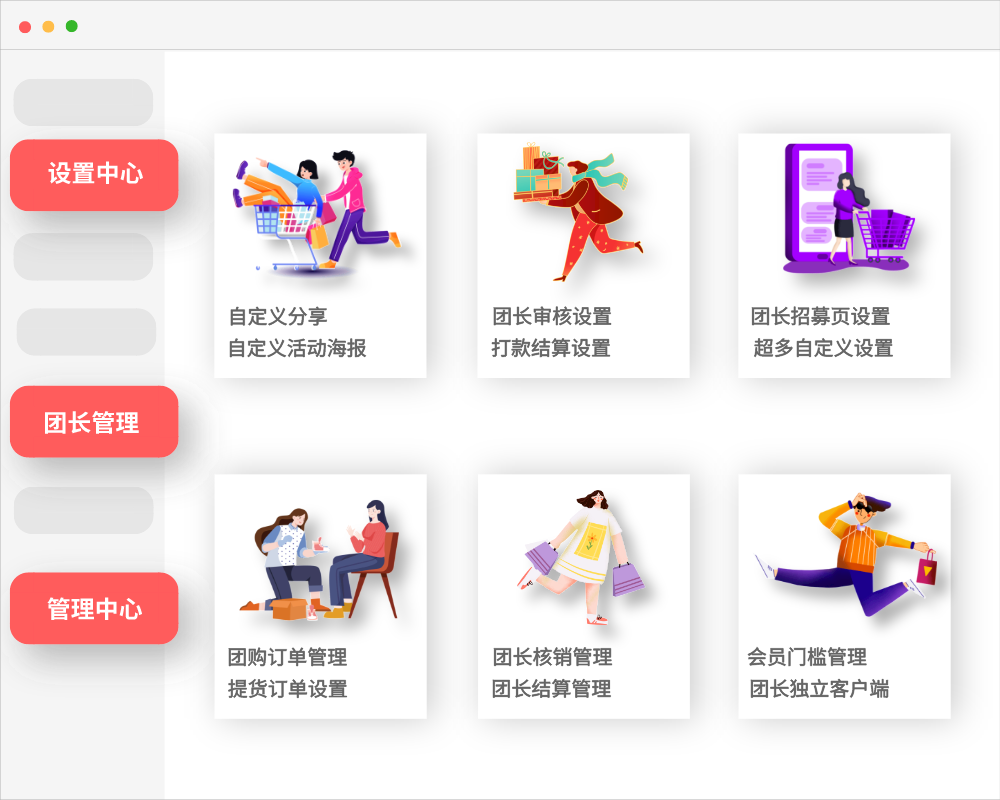 设置中心
团长管理
管理中心
自定义分享
自定义活动海报
团长审核设置
打款结算设置
团长招募页设置
超多自定义设置
团购订单管理
提货订单设置
团长核销管理
团长结算管理
会员门槛管理
团长独立客户端